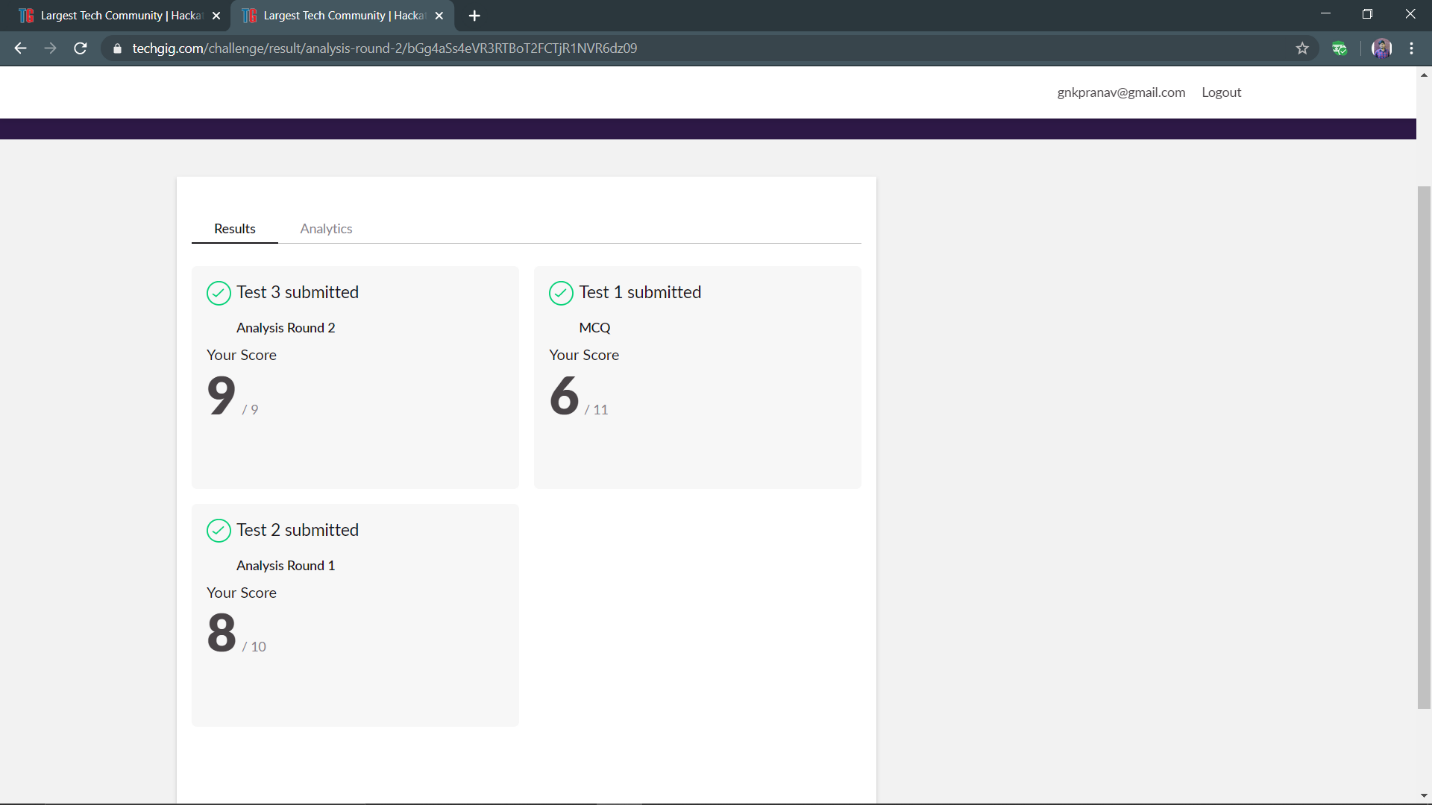 Largest Tech Community | Hacka
Largest Tech Community | Hacka
techgig.com/challenge/result/analysis-round-2/bGg4aSs4eVR3RTBoT2FCTjR1NVR6dz09
gnkpranav@gmail.com Logout
Results Analytics
Test 3 submitted
Analysis Round 2
Your Score
9 / 9
Test 1 submitted
MCQ
Your Score
6 / 11
Test 2 submitted
Analysis Round 1
Your Score
8 / 10